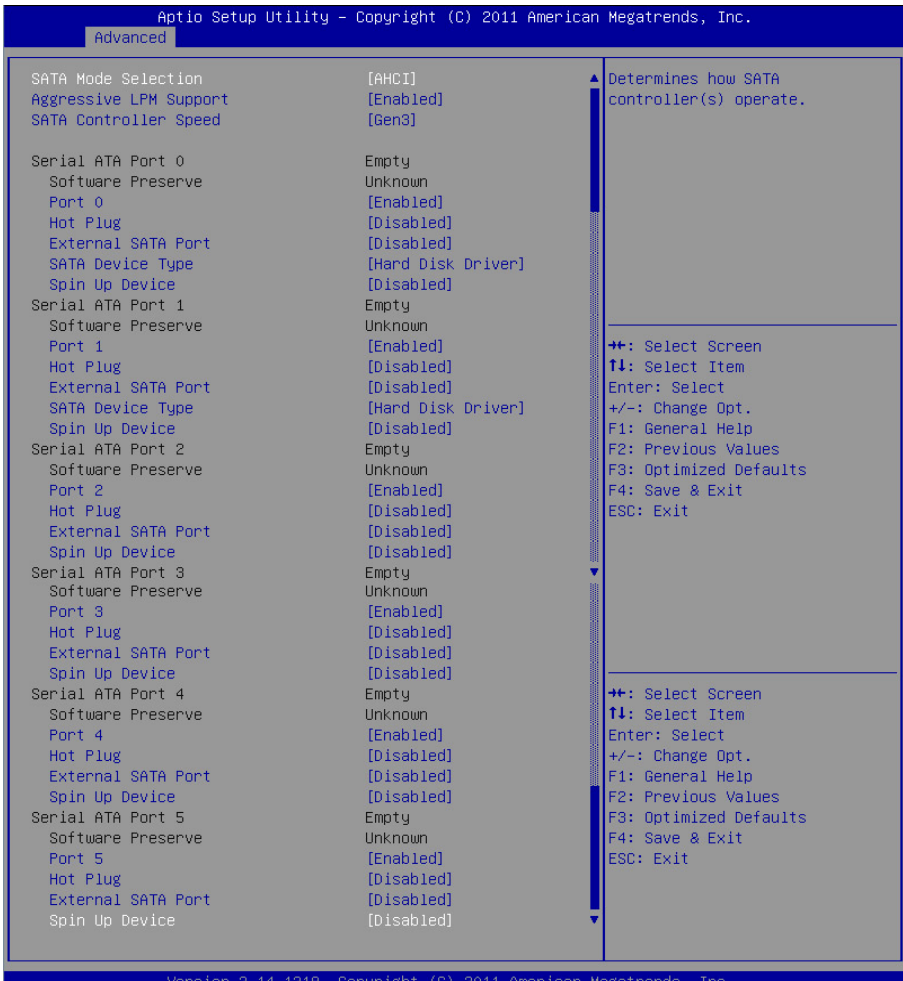 Aptio Setup Utility – Copyright (C) 2011 American Megatrends, Inc.
Advanced
SATA Mode Selection [AHCI]
Aggressive LPM Support [Enabled]
SATA Controller Speed [Gen3]
Serial ATA Port 0 Empty
Software Preserve Unknown
Port 0 [Enabled]
Hot Plug [Disabled]
External SATA Port [Disabled]
SATA Device Type [Hard Disk Driver]
Spin Up Device [Disabled]
Serial ATA Port 1 Empty
Software Preserve Unknown
Port 1 [Enabled]
Hot Plug [Disabled]
External SATA Port [Disabled]
SATA Device Type [Hard Disk Driver]
Spin Up Device [Disabled]
Serial ATA Port 2 Empty
Software Preserve Unknown
Port 2 [Enabled]
Hot Plug [Disabled]
External SATA Port [Disabled]
Spin Up Device [Disabled]
Serial ATA Port 3 Empty
Software Preserve Unknown
Port 3 [Enabled]
Hot Plug [Disabled]
External SATA Port [Disabled]
Spin Up Device [Disabled]
Serial ATA Port 4 Empty
Software Preserve Unknown
Port 4 [Enabled]
Hot Plug [Disabled]
External SATA Port [Disabled]
Spin Up Device [Disabled]
Serial ATA Port 5 Empty
Software Preserve Unknown
Port 5 [Enabled]
Hot Plug [Disabled]
External SATA Port [Disabled]
Spin Up Device [Disabled]
Determines how SATA
controller(s) operate.
→←: Select Screen
↑↓: Select Item
Enter: Select
+/-: Change Opt.
F1: General Help
F2: Previous Values
F3: Optimized Defaults
F4: Save & Exit
ESC: Exit
→←: Select Screen
↑↓: Select Item
Enter: Select
+/-: Change Opt.
F1: General Help
F2: Previous Values
F3: Optimized Defaults
F4: Save & Exit
ESC: Exit
Version 2.14.1219. Copyright (C) 2011 American Megatrends, Inc.